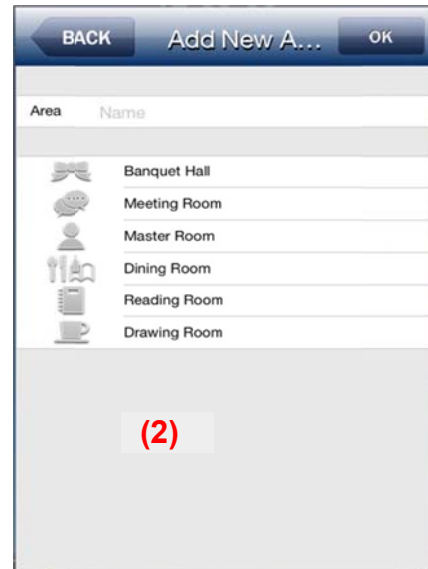 BACK Add New A... OK
Area Name
Banquet Hall
Meeting Room
Master Room
Dining Room
Reading Room
Drawing Room
(2)